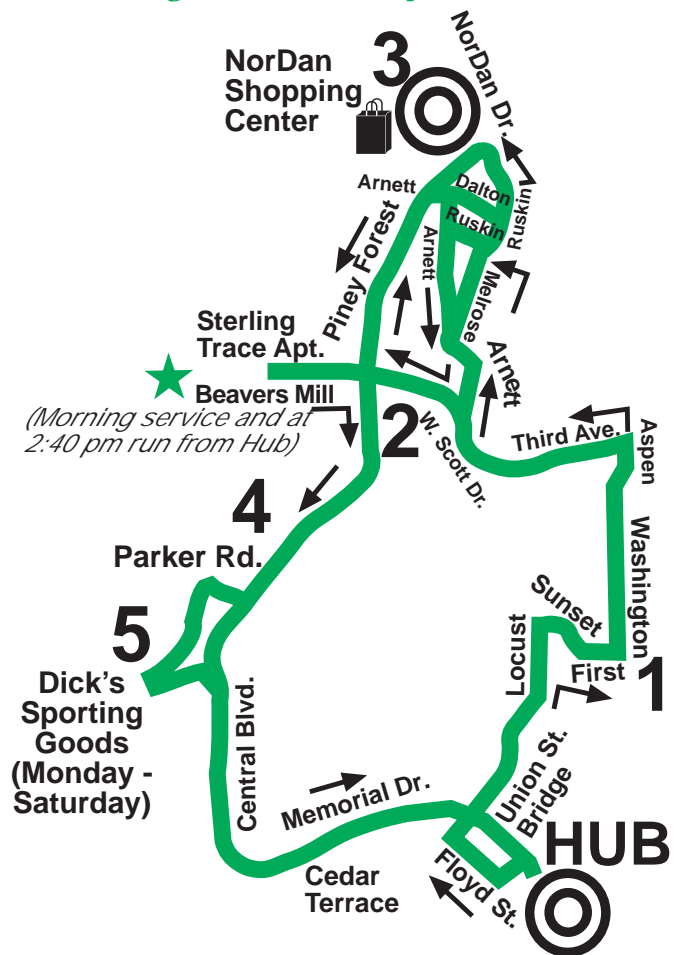 3
NorDan
Shopping
Center
NorDan Dr.
Arnett
Dalton
Ruskin
Ruskin
Piney Forest
Arnett
Melrose
Sterling
Trace Apt.
Beavers Mill
(Morning service and at
2:40 pm run from Hub)
2
W. Scott Dr.
Arnett
Third Ave.
Aspen
4
Parker Rd.
Washington
Sunset
Locust
First
1
5
Dick's
Sporting
Goods
(Monday -
Saturday)
Central Blvd.
Memorial Dr.
Union St.
Bridge
HUB
Floyd St.
Cedar
Terrace